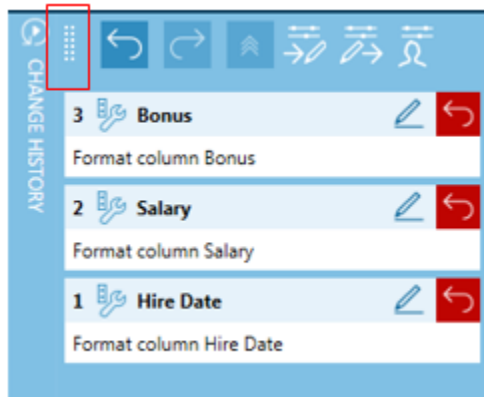 CHANGE HISTORY
3 Bonus
Format column Bonus
2 Salary
Format column Salary
1 Hire Date
Format column Hire Date